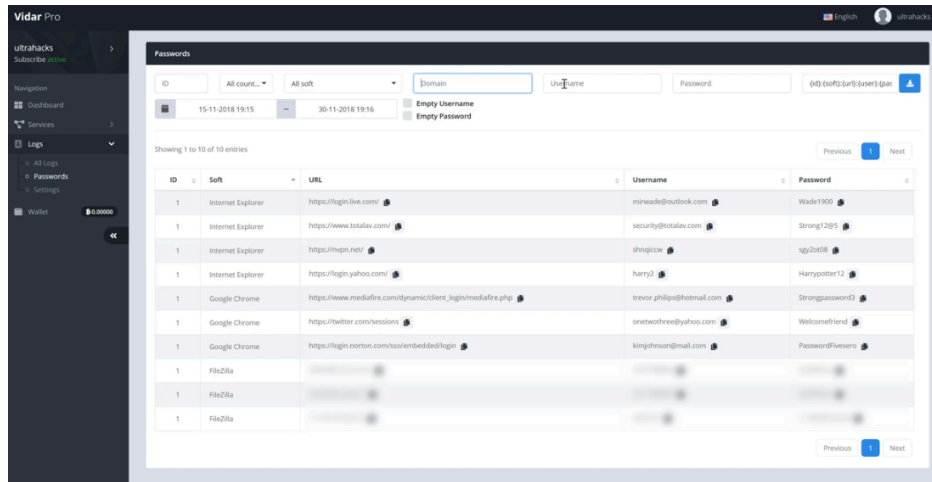 Vidar Pro
English
ultrahacks
ultrahacks
Subscribe active
Navigation
Dashboard
Services
Logs
All Logs
Passwords
Settings
Wallet
0.00000
Passwords
ID
All count...
All soft
Domain
Username
Password
15-11-2018 19:15 – 30-11-2018 19:16
Empty Username
Empty Password
Showing 1 to 10 of 10 entries
Previous 1 Next
ID Soft URL Username Password
1 Internet Explorer https://login.live.com/ mirwade@outlook.com Wade1900
1 Internet Explorer https://www.totalav.com/ security@totalav.com Strong12@5
1 Internet Explorer https://nvpn.net/ shnqiccw sgy2ot08
1 Internet Explorer https://login.yahoo.com/ harry2 Harrypotter12
1 Google Chrome https://www.mediafire.com/dynamic/client_login/mediafire.php trevor.philips@hotmail.com Strongpassword3
1 Google Chrome https://twitter.com/sessions onetwothree@yahoo.com Welcomefriend
1 Google Chrome https://login.norton.com/sso/embedded/login kimjohnson@mail.com PasswordFivesero
1 FileZilla
1 FileZilla
1 FileZilla
Previous 1 Next